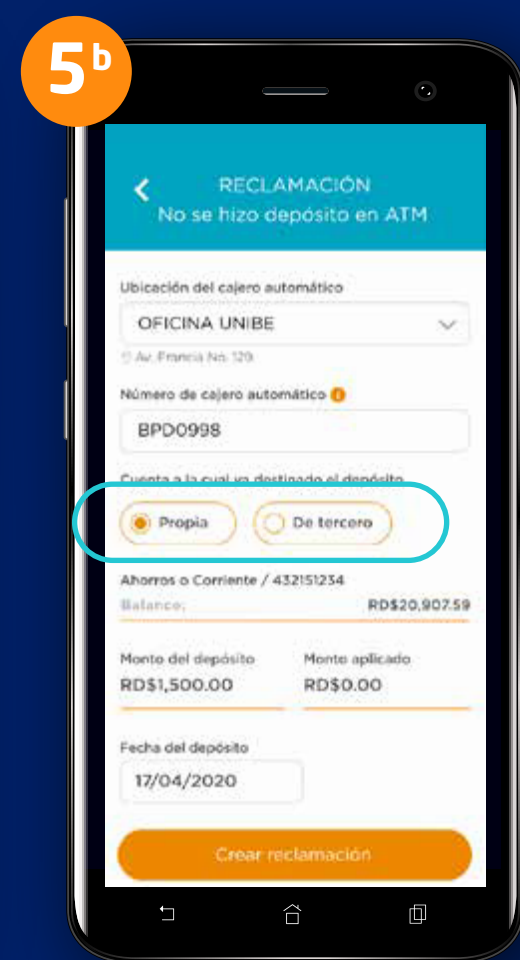 5b
RECLAMACIÓN
No se hizo depósito en ATM
Ubicación del cajero automático
OFICINA UNIBE
Av. Francia No. 129
Número de cajero automático
BPD0998
Cuenta a la cual va destinado el depósito
Propia De tercero
Ahorros o Corriente / 432151234
Balance: RD$20,907.59
Monto del depósito Monto aplicado
RD$1,500.00 RD$0.00
Fecha del depósito
17/04/2020
Crear reclamación